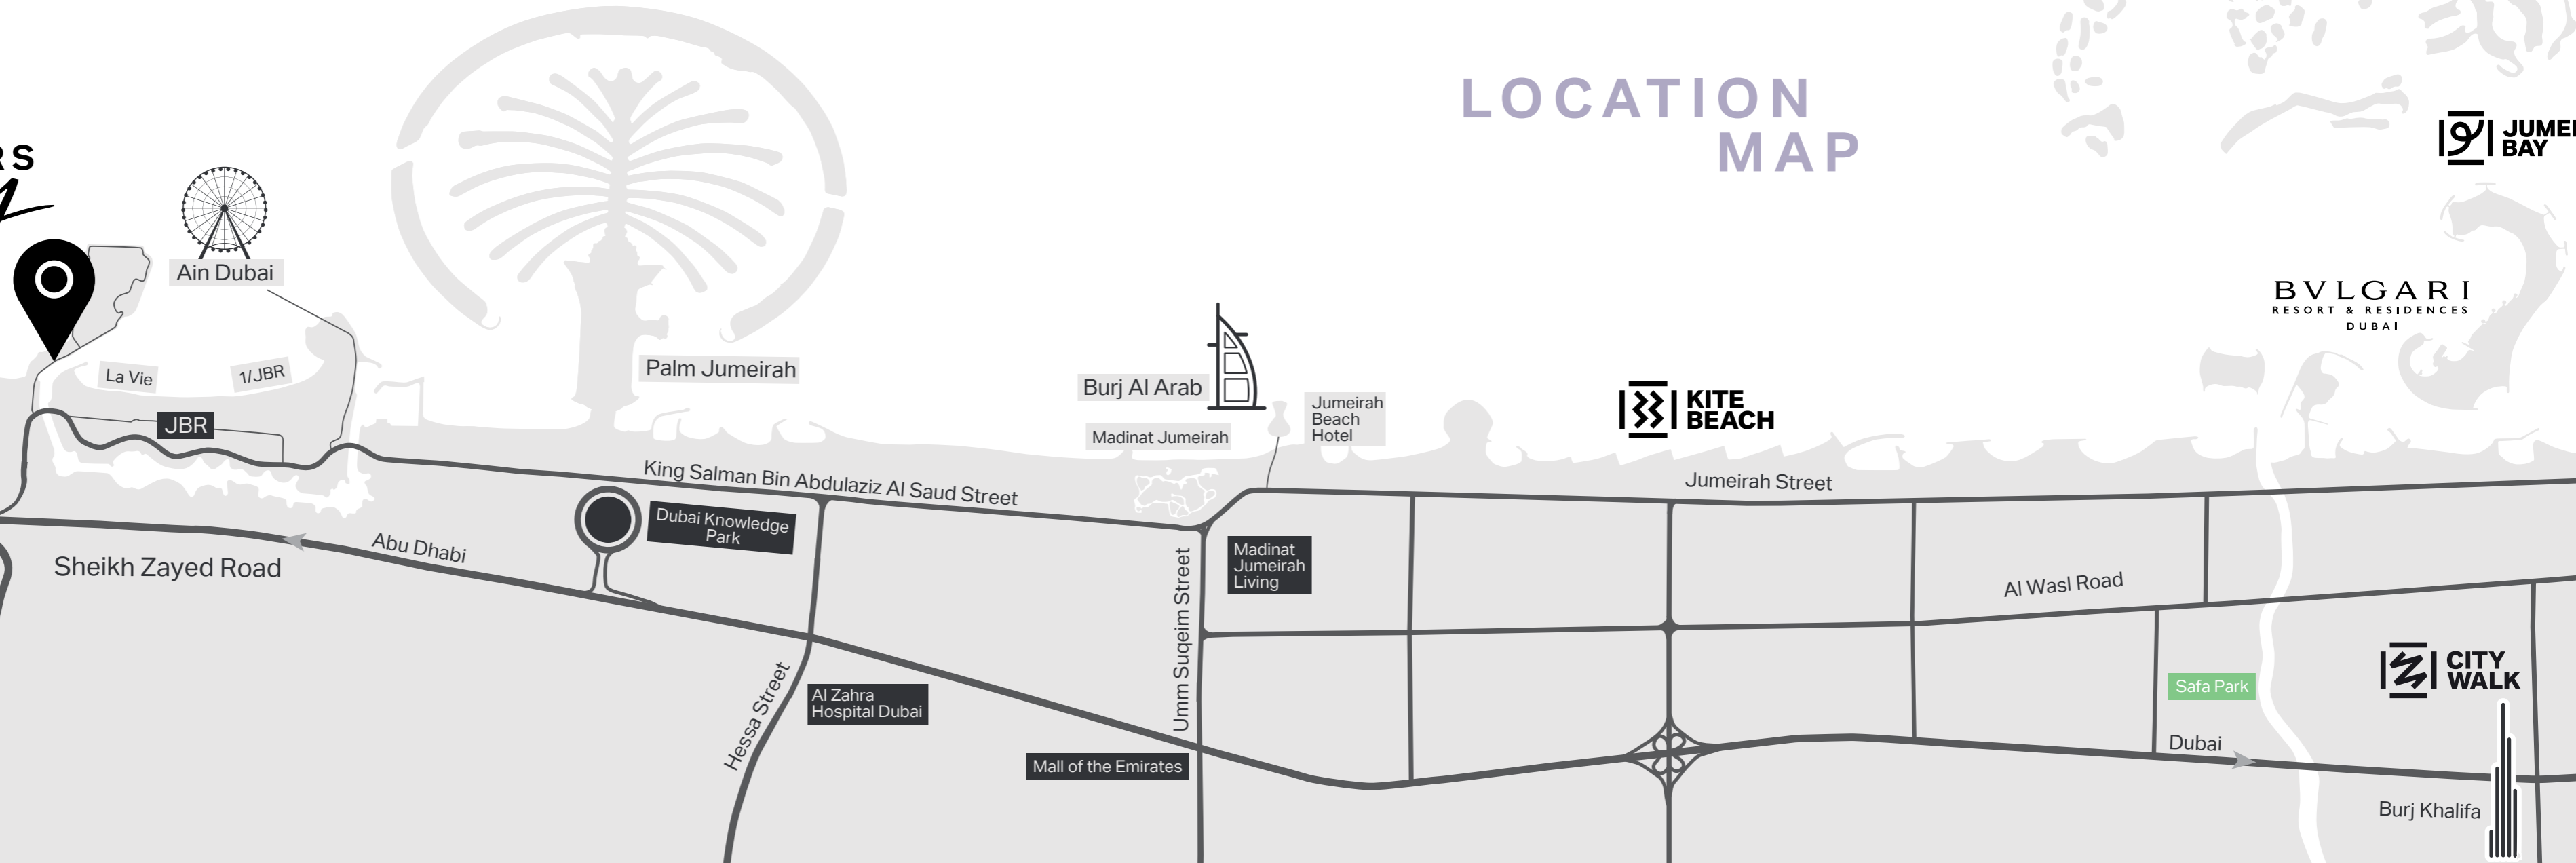 LOCATION
MAP
RS
JUMEI
BAY
Ain Dubai
BVLGARI
RESORT & RESIDENCES
DUBAI
La Vie
1/JBR
JBR
Palm Jumeirah
Burj Al Arab
Madinat Jumeirah
Jumeirah
Beach
Hotel
KITE
BEACH
King Salman Bin Abdulaziz Al Saud Street
Jumeirah Street
Dubai Knowledge
Park
Abu Dhabi
Sheikh Zayed Road
Umm Suqeim Street
Madinat
Jumeirah
Living
Al Wasl Road
Hessa Street
Al Zahra
Hospital Dubai
Mall of the Emirates
Safa Park
CITY
WALK
Dubai
Burj Khalifa